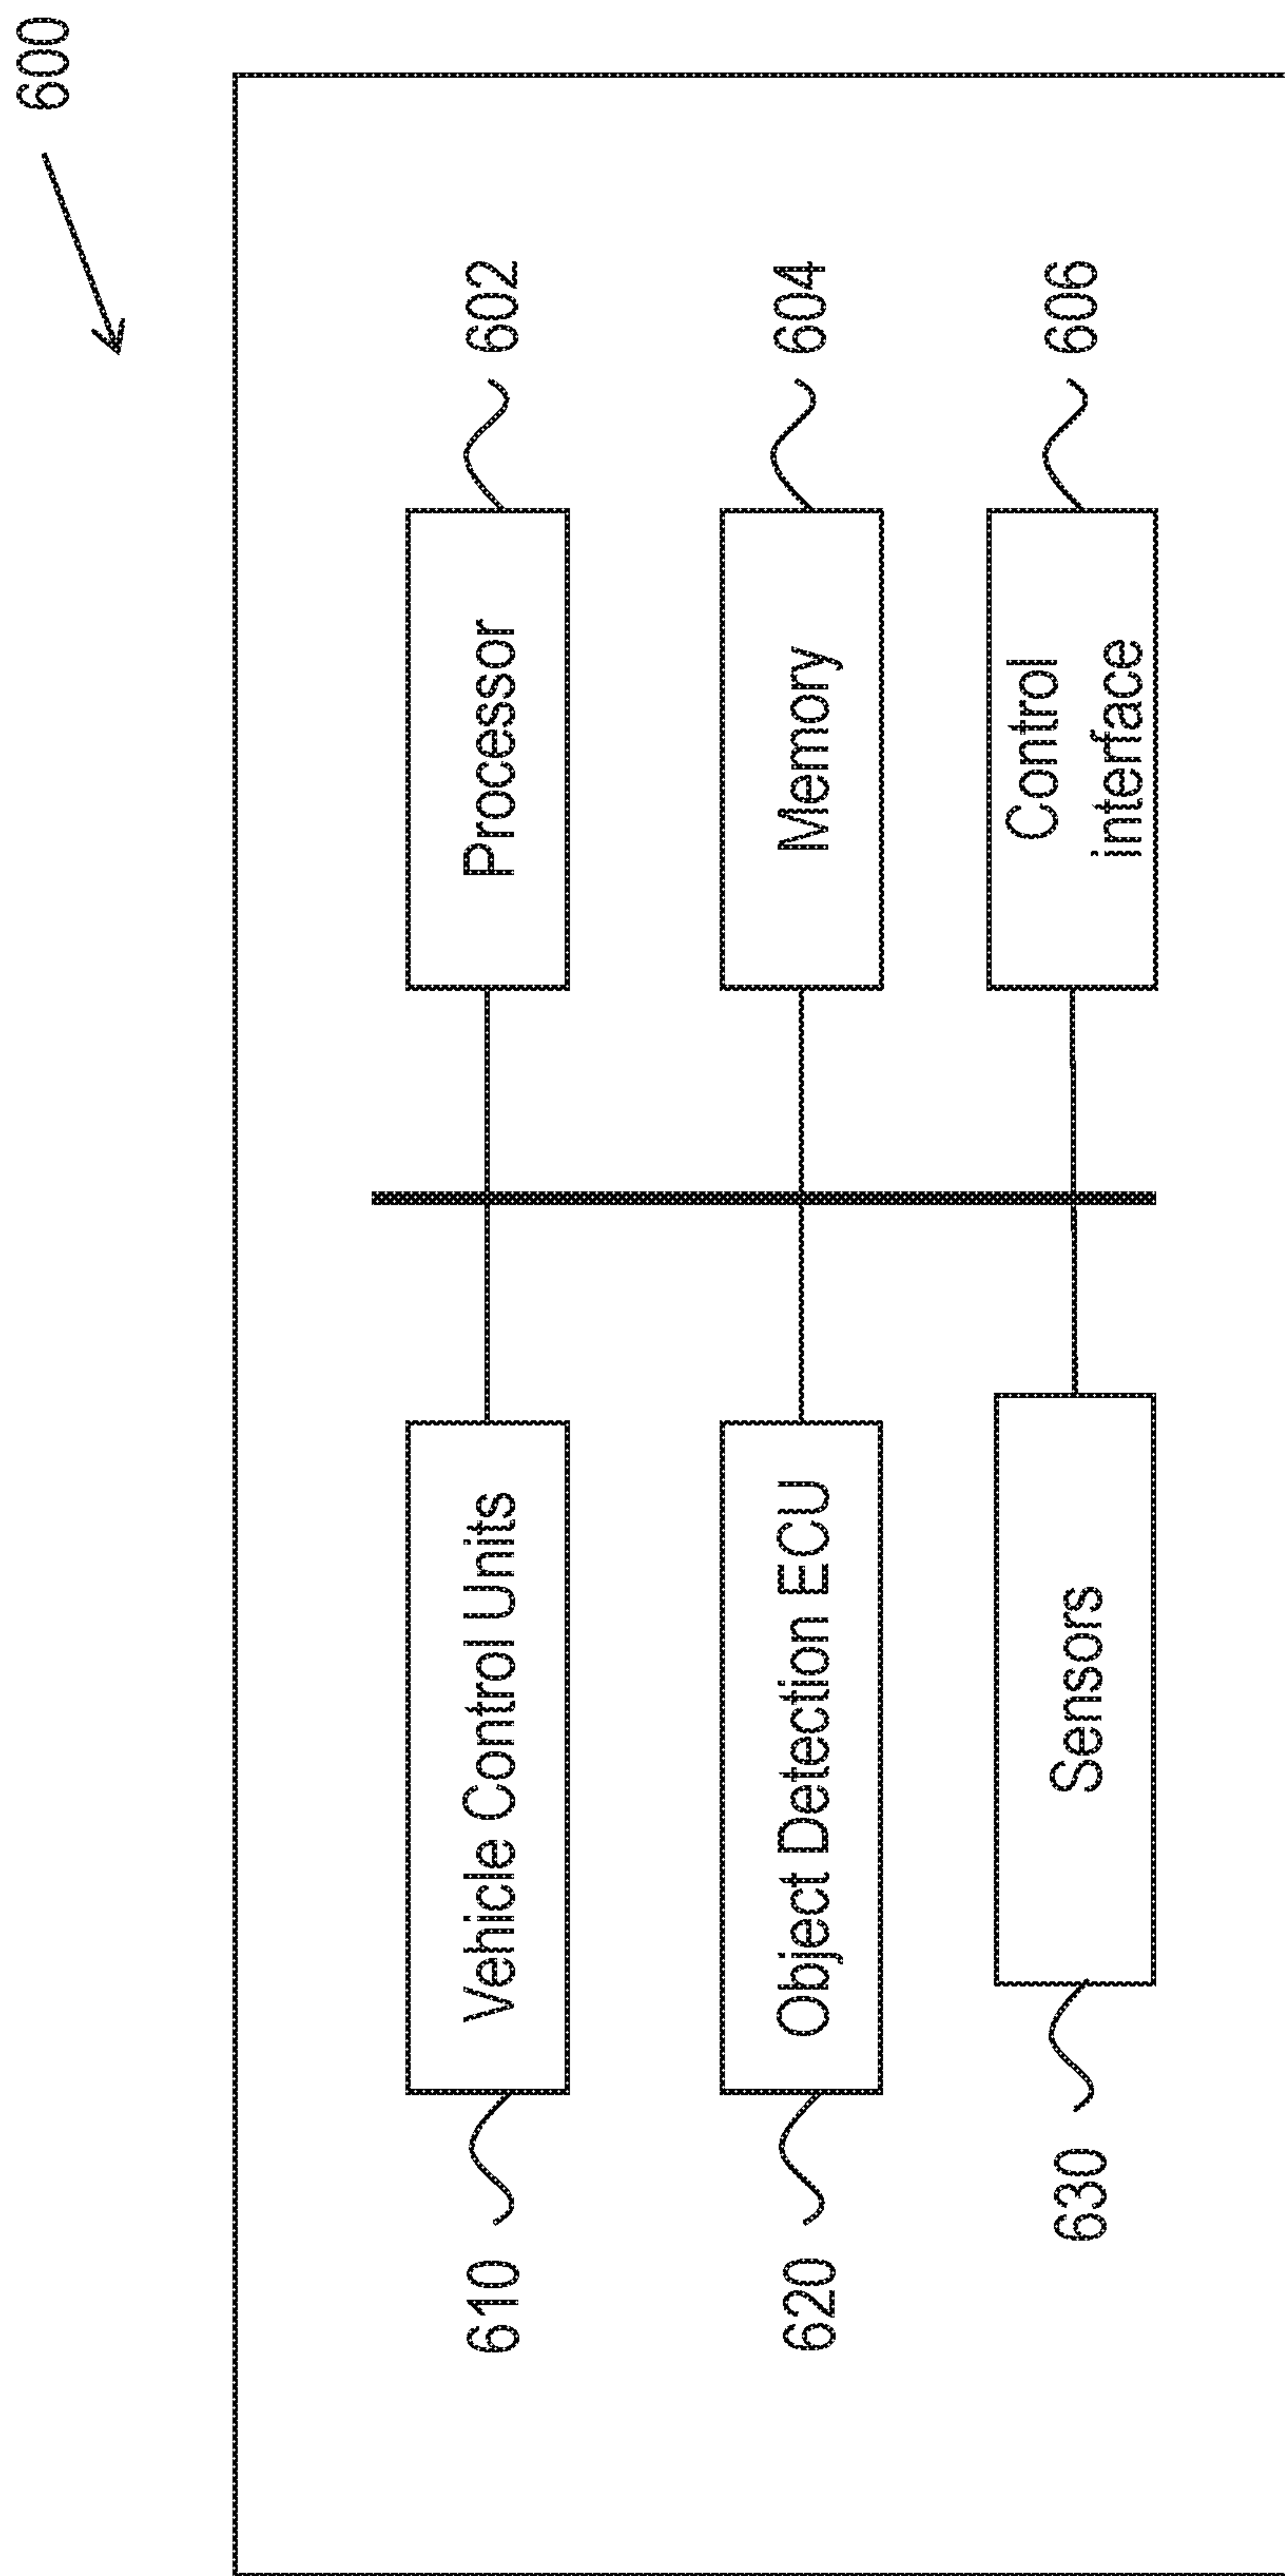 600
610
Vehicle Control Units
Processor
602
620
Object Detection ECU
Memory
604
630
Sensors
Control
interface
606